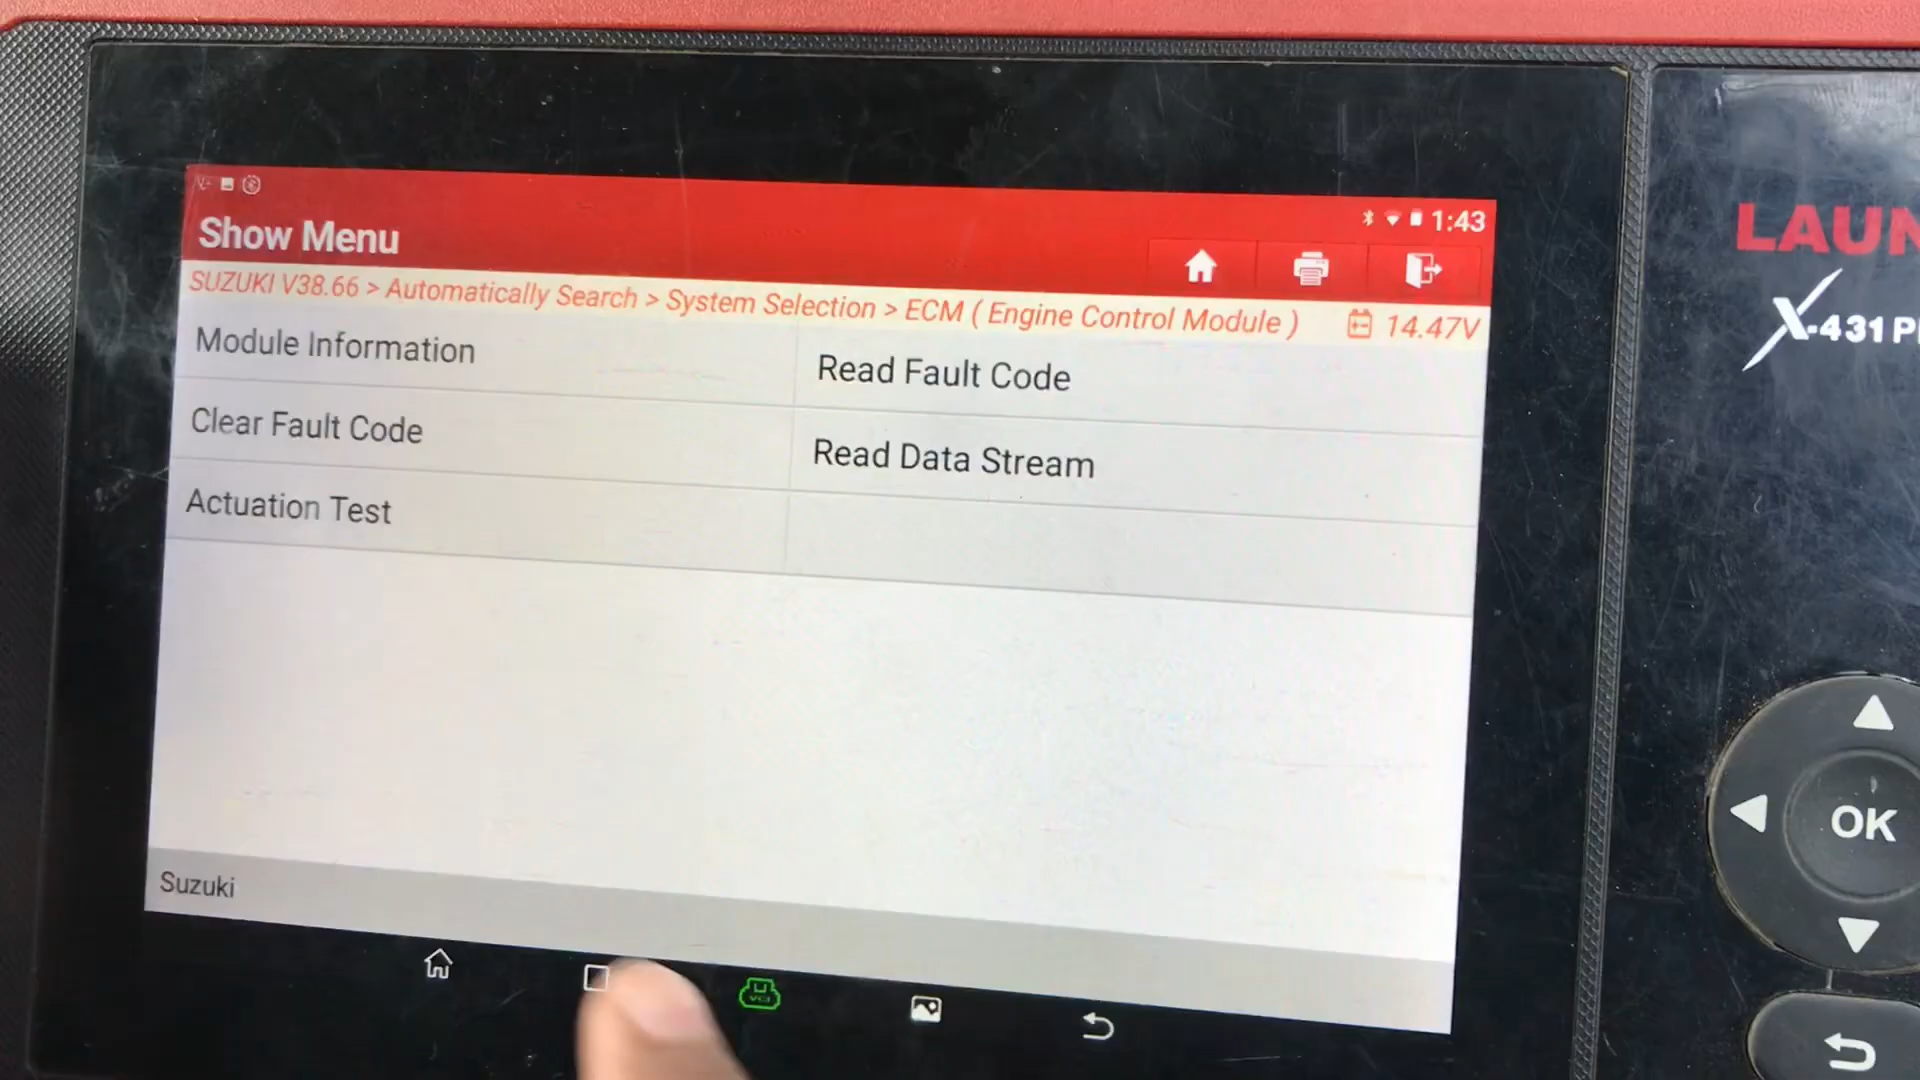 1:43
Show Menu
SUZUKI V38.66 > Automatically Search > System Selection > ECM ( Engine Control Module )
14.47V
Module Information
Read Fault Code
Clear Fault Code
Read Data Stream
Actuation Test
Suzuki
VCI
LAUN
X-431 P
OK